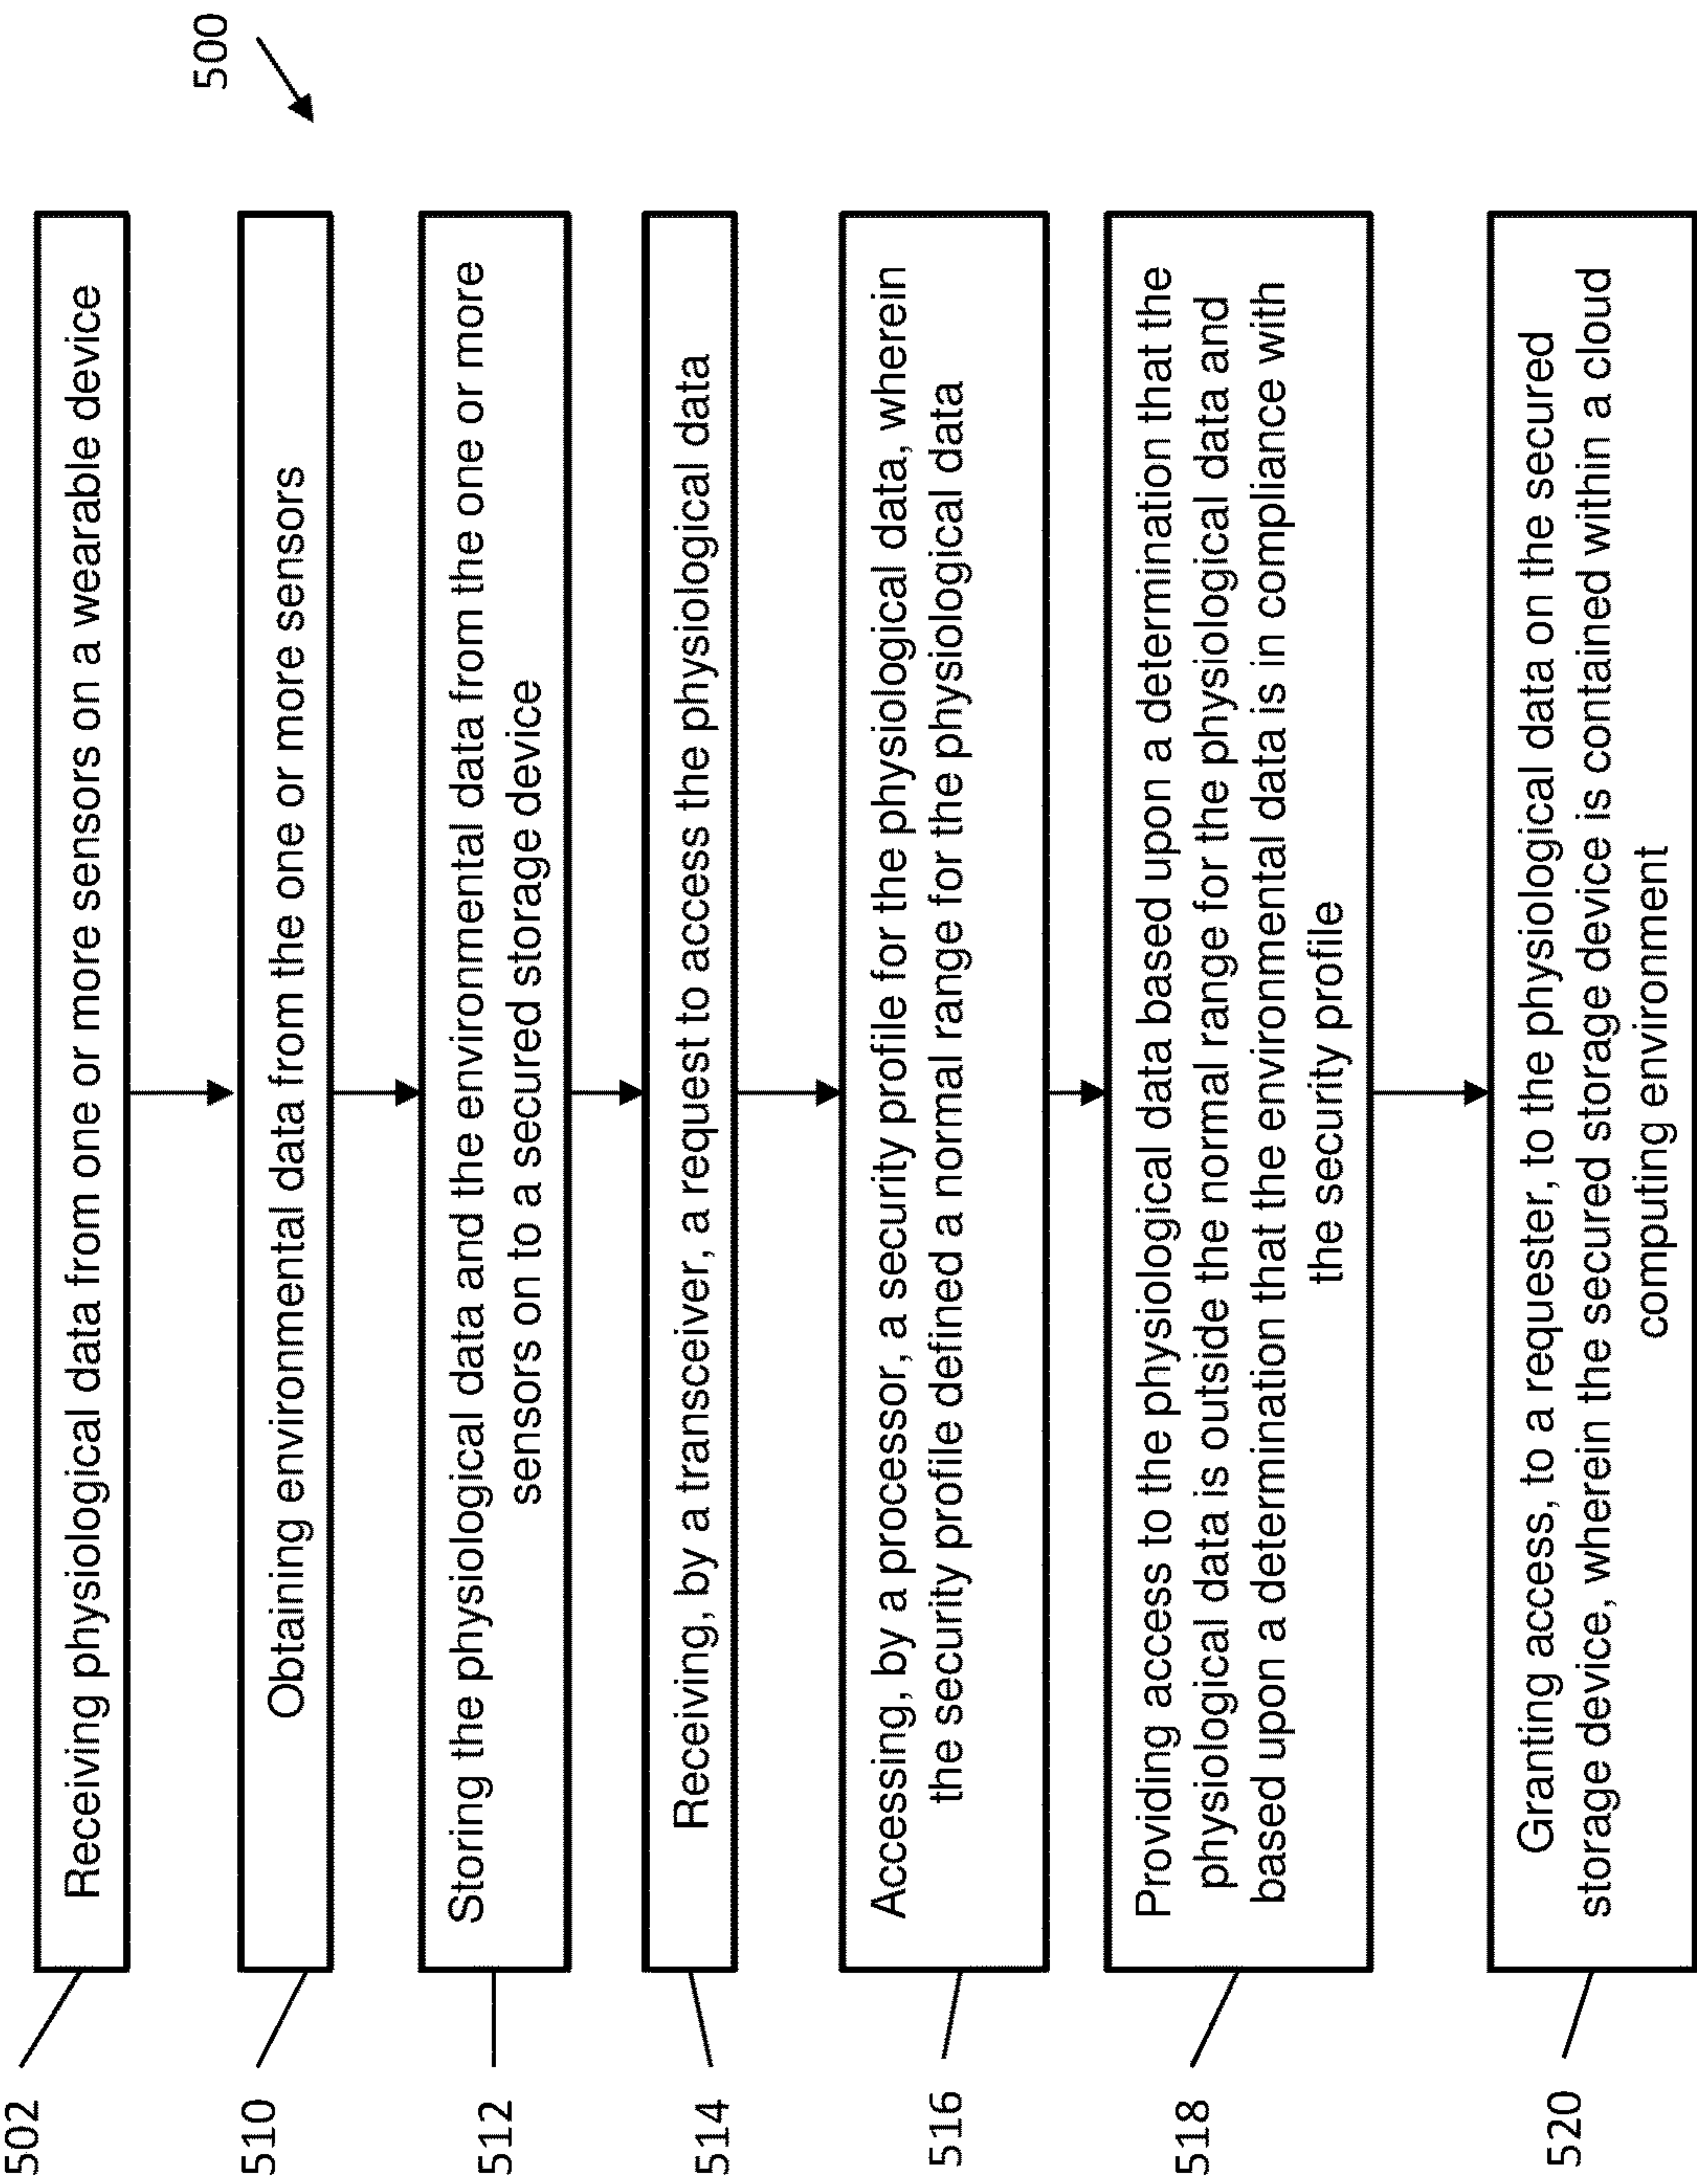 500
502
Receiving physiological data from one or more sensors on a wearable device
510
Obtaining environmental data from the one or more sensors
512
Storing the physiological data and the environmental data from the one or more
sensors on to a secured storage device
514
Receiving, by a transceiver, a request to access the physiological data
516
Accessing, by a processor, a security profile for the physiological data, wherein
the security profile defined a normal range for the physiological data
518
Providing access to the physiological data based upon a determination that the
physiological data is outside the normal range for the physiological data and
based upon a determination that the environmental data is in compliance with
the security profile
520
Granting access, to a requester, to the physiological data on the secured
storage device, wherein the secured storage device is contained within a cloud
computing environment